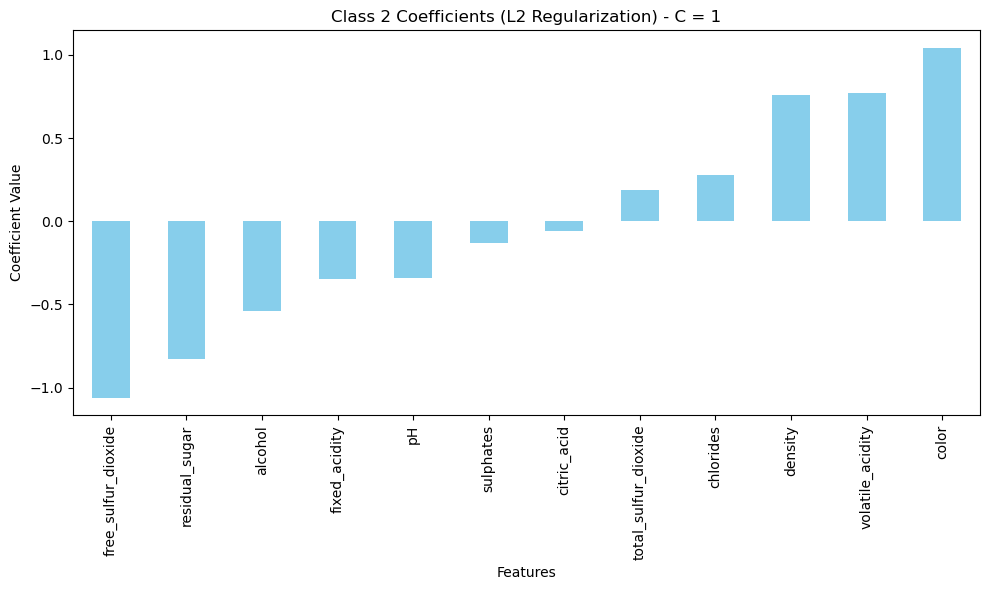 Class 2 Coefficients (L2 Regularization) - C = 1
Coefficient Value
1.0
0.5
0.0
−0.5
−1.0
free_sulfur_dioxide
residual_sugar
alcohol
fixed_acidity
pH
sulphates
citric_acid
total_sulfur_dioxide
chlorides
density
volatile_acidity
color
Features